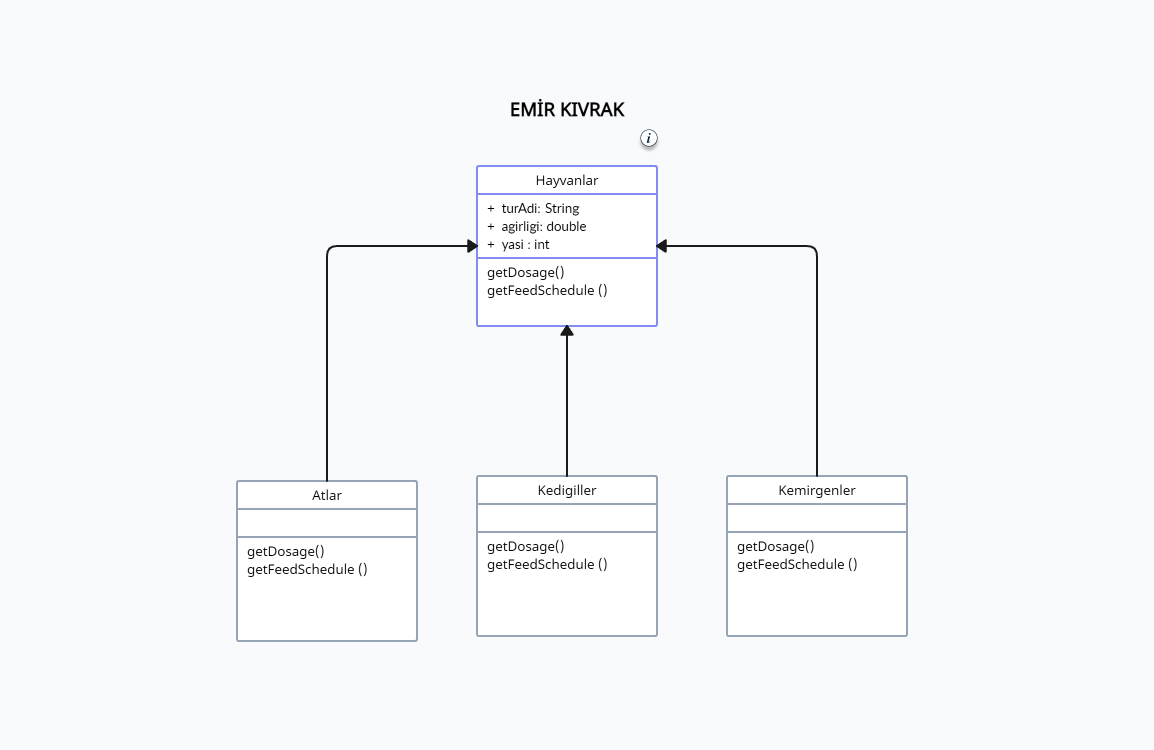 EMİR KIVRAK
i
Hayvanlar
+ turAdi: String
+ agirligi: double
+ yasi : int
getDosage()
getFeedSchedule ()
Atlar
getDosage()
getFeedSchedule ()
Kedigiller
getDosage()
getFeedSchedule ()
Kemirgenler
getDosage()
getFeedSchedule ()